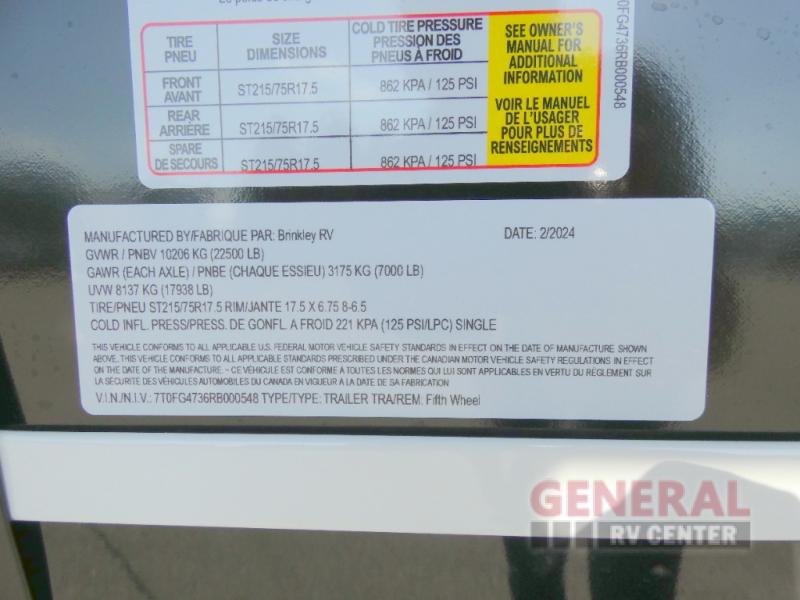 TIRE PNEU
SIZE DIMENSIONS
COLD TIRE PRESSURE
PRESSION DES
PNEUS À FROID
SEE OWNER'S
MANUAL FOR
ADDITIONAL
INFORMATION
VOIR LE MANUEL
DE L'USAGER
POUR PLUS DE
RENSEIGNEMENTS
FRONT AVANT
ST215/75R17.5
862 KPA / 125 PSI
REAR ARRIÈRE
ST215/75R17.5
862 KPA / 125 PSI
SPARE DE SECOURS
ST215/75R17.5
862 KPA / 125 PSI
0FG4736RB000548
MANUFACTURED BY/FABRIQUE PAR: Brinkley RV
DATE: 2/2024
GVWR / PNBV 10206 KG (22500 LB)
GAWR (EACH AXLE) / PNBE (CHAQUE ESSIEU) 3175 KG (7000 LB)
UVW 8137 KG (17938 LB)
TIRE/PNEU ST215/75R17.5 RIM/JANTE 17.5 X 6.75 8-6.5
COLD INFL. PRESS/PRESS. DE GONFL. A FROID 221 KPA (125 PSI/LPC) SINGLE
THIS VEHICLE CONFORMS TO ALL APPLICABLE U.S. FEDERAL MOTOR VEHICLE SAFETY STANDARDS IN EFFECT ON THE DATE OF MANUFACTURE SHOWN
ABOVE. THIS VEHICLE CONFORMS TO ALL APPLICABLE STANDARDS PRESCRIBED UNDER THE CANADIAN MOTOR VEHICLE SAFETY REGULATIONS IN EFFECT
ON THE DATE OF MANUFACTURE. – CE VÉHICULE EST CONFORME À TOUTES LES NORMES QUI LUI SONT APPLICABLES EN VERTU DU RÈGLEMENT SUR
LA SÉCURITÉ DES VÉHICULES AUTOMOBILES DU CANADA EN VIGUEUR A LA DATE DE SA FABRICATION
V.I.N./N.I.V.: 7T0FG4736RB000548 TYPE/TYPE: TRAILER TRA/REM: Fifth Wheel
GENERAL
RV CENTER